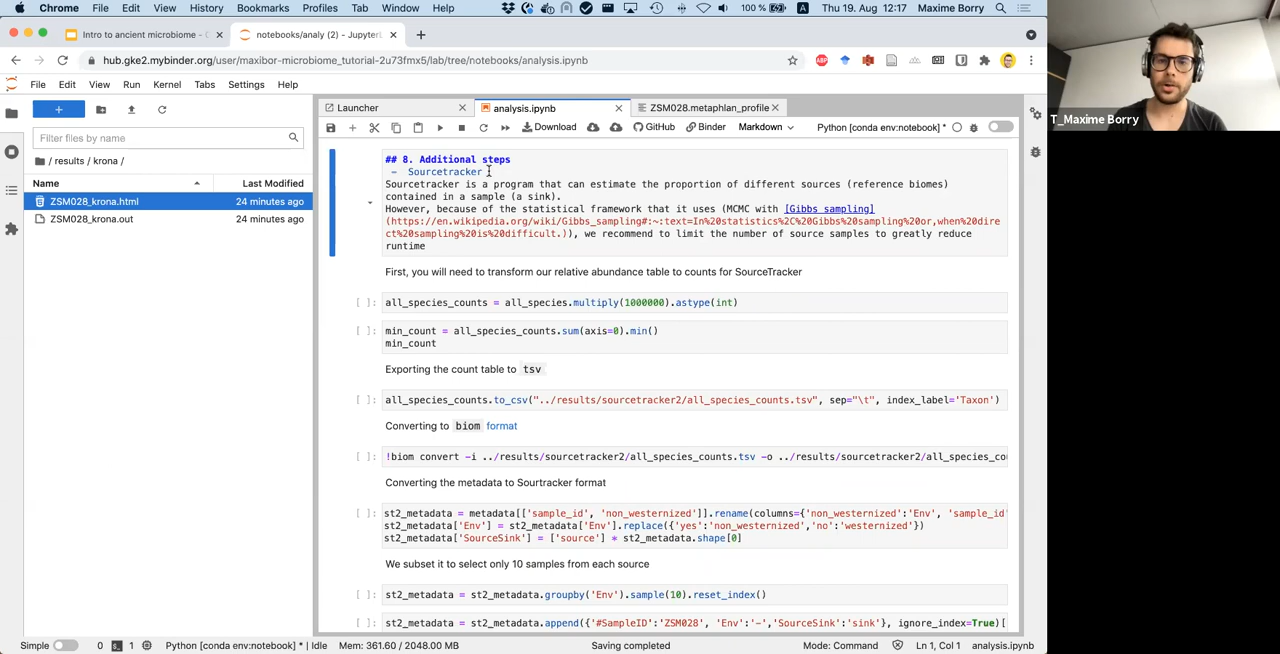 Chrome File Edit View History Bookmarks Profiles Tab Window Help 100 % A Thu 19. Aug 12:17 Maxime Borry
Intro to ancient microbiome - notebooks/analy (2) - Jupyter
hub.gke2.mybinder.org/user/maxibor-microbiome_tutorial-2u73fmx5/lab/tree/notebooks/analysis.ipynb ABP
File Edit View Run Kernel Tabs Settings Help
Launcher analysis.ipynb ZSM028.metaphlan_profile
T_Maxime Borry
Download GitHub Binder Markdown Python [conda env:notebook] *
Filter files by name
/ results / krona /
Name Last Modified
ZSM028_krona.html 24 minutes ago
ZSM028_krona.out 24 minutes ago
## 8. Additional steps
- Sourcetracker
Sourcetracker is a program that can estimate the proportion of different sources (reference biomes)
contained in a sample (a sink).
However, because of the statistical framework that it uses (MCMC with [Gibbs sampling]
(https://en.wikipedia.org/wiki/Gibbs_sampling#:~:text=In%20statistics%2C%20Gibbs%20sampling%20or,when%20dire
ct%20sampling%20is%20difficult.)), we recommend to limit the number of source samples to greatly reduce
runtime
First, you will need to transform our relative abundance table to counts for SourceTracker
[ ]: all_species_counts = all_species.multiply(1000000).astype(int)
[ ]: min_count = all_species_counts.sum(axis=0).min()
min_count
Exporting the count table to tsv
[ ]: all_species_counts.to_csv("../results/sourcetracker2/all_species_counts.tsv", sep="\t", index_label='Taxon')
Converting to biom format
[ ]: !biom convert -i ../results/sourcetracker2/all_species_counts.tsv -o ../results/sourcetracker2/all_species_co
Converting the metadata to Sourtracker format
[ ]: st2_metadata = metadata[['sample_id', 'non_westernized']].rename(columns={'non_westernized':'Env', 'sample_id'
st2_metadata['Env'] = st2_metadata['Env'].replace({'yes':'non_westernized','no':'westernized'})
st2_metadata['SourceSink'] = ['source'] * st2_metadata.shape[0]
We subset it to select only 10 samples from each source
[ ]: st2_metadata = st2_metadata.groupby('Env').sample(10).reset_index()
[ ]: st2_metadata = st2_metadata.append({'#SampleID':'ZSM028', 'Env':'-','SourceSink':'sink'}, ignore_index=True)[
Simple 0 1 Python [conda env:notebook] * | Idle Mem: 361.60 / 2048.00 MB Saving completed Mode: Command Ln 1, Col 1 analysis.ipynb